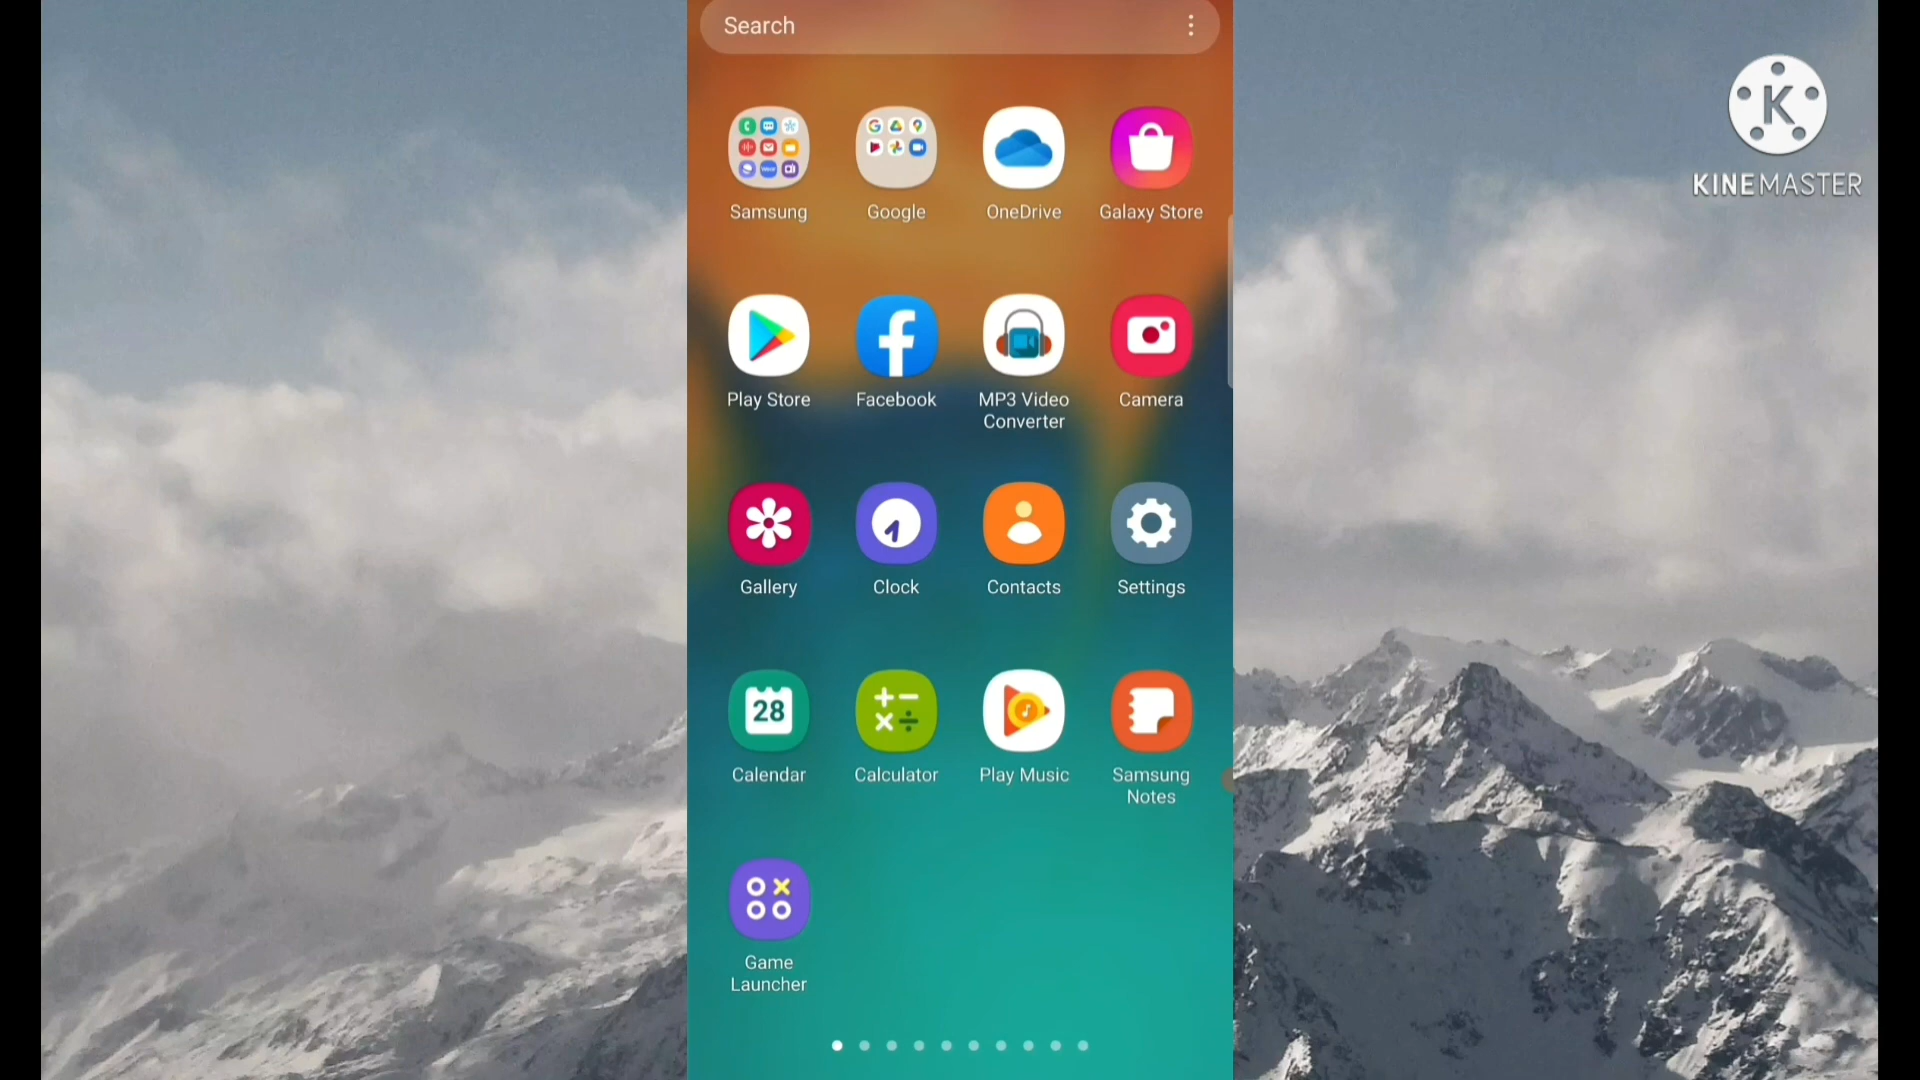 Search
K
KINEMASTER
Samsung
Google
OneDrive
Galaxy Store
Play Store
Facebook
MP3 Video
Converter
Camera
Gallery
Clock
Contacts
Settings
28
Calendar
Calculator
Play Music
Samsung
Notes
Game
Launcher